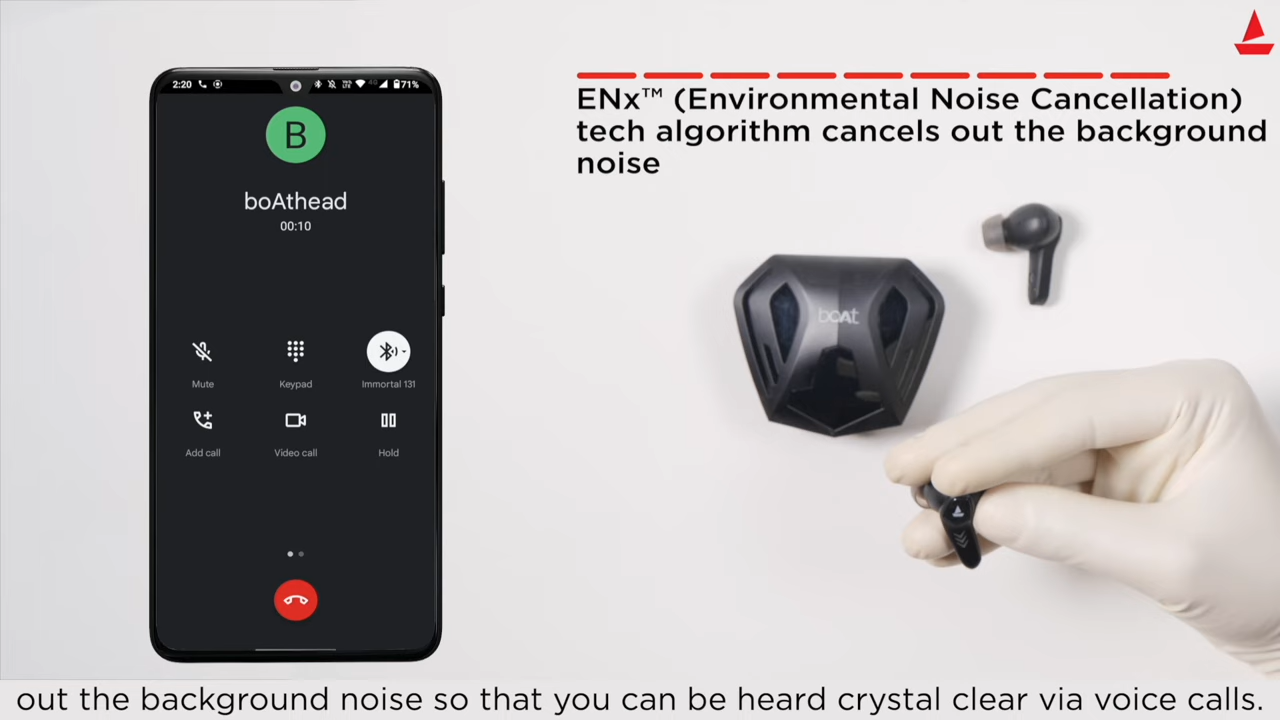 ENx™ (Environmental Noise Cancellation)
tech algorithm cancels out the background
noise
2:20
71%
B
boAthead
00:10
Mute
Keypad
Immortal 131
Add call
Video call
Hold
boAt
out the background noise so that you can be heard crystal clear via voice calls.